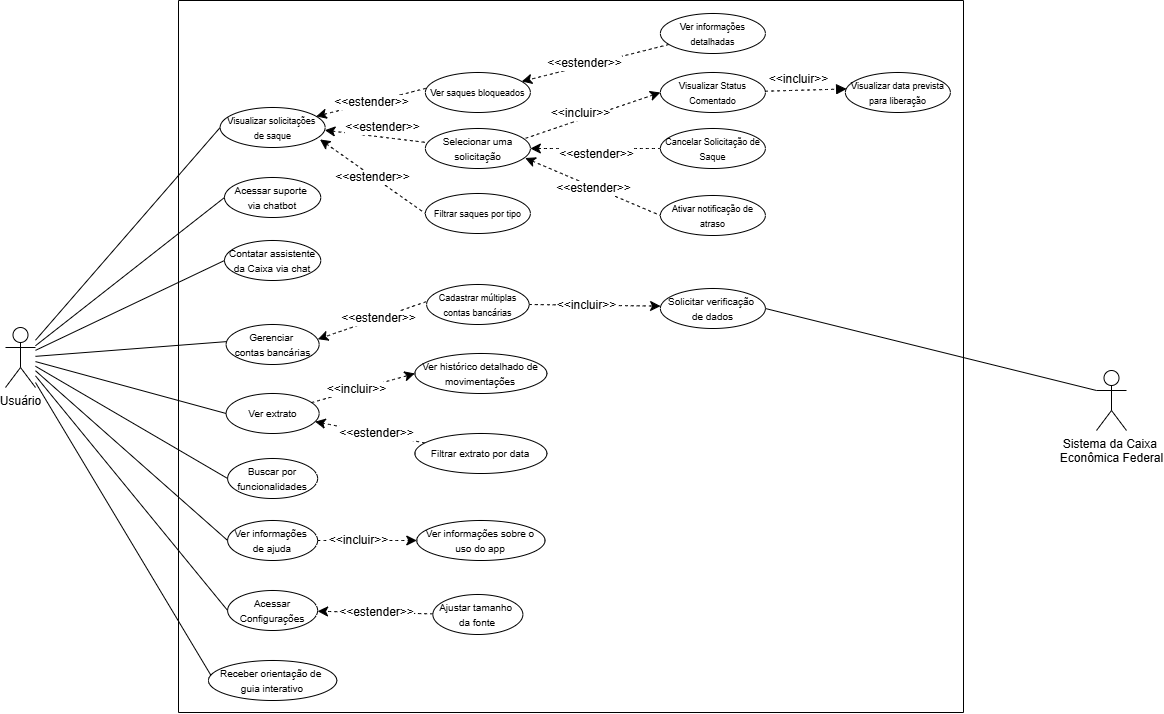 Ver informações
detalhadas
<<estender>>
Visualizar Status
Comentado
<<incluir>>
Visualizar data prevista
para liberação
Ver saques bloqueados
<<estender>>
<<incluir>>
Visualizar solicitações
de saque
<<estender>>
Selecionar uma
solicitação
<<estender>>
Cancelar Solicitação de
Saque
<<estender>>
<<estender>>
Acessar suporte
via chatbot
Filtrar saques por tipo
Ativar notificação de
atraso
Contatar assistente
da Caixa via chat
Cadastrar múltiplas
contas bancárias
<<incluir>>
Solicitar verificação
de dados
<<estender>>
Gerenciar
contas bancárias
Ver histórico detalhado de
movimentações
<<incluir>>
Usuário
Ver extrato
<<estender>>
Filtrar extrato por data
Sistema da Caixa
Econômica Federal
Buscar por
funcionalidades
Ver informações
de ajuda
<<incluir>>
Ver informações sobre o
uso do app
Acessar
Configurações
<<estender>>
Ajustar tamanho
da fonte
Receber orientação de
guia interativo